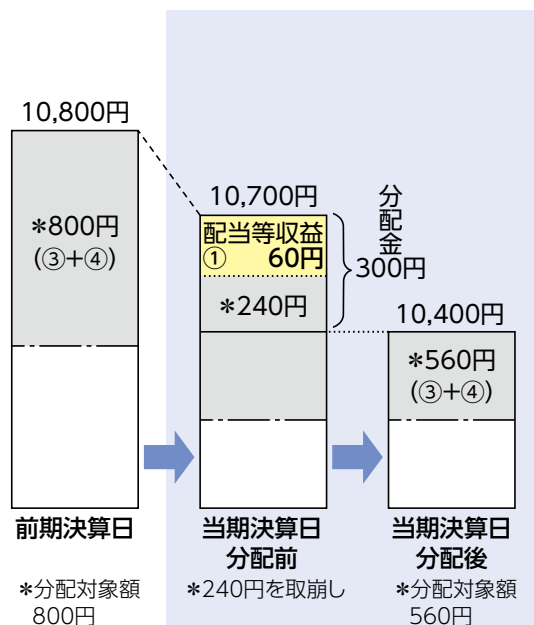 10,800円
*800円
(③+④)
前期決算日
*分配対象額
800円
10,700円
配当等収益
① 60円
*240円
分配金
300円
当期決算日
分配前
*240円を取崩し
10,400円
*560円
(③+④)
当期決算日
分配後
*分配対象額
560円